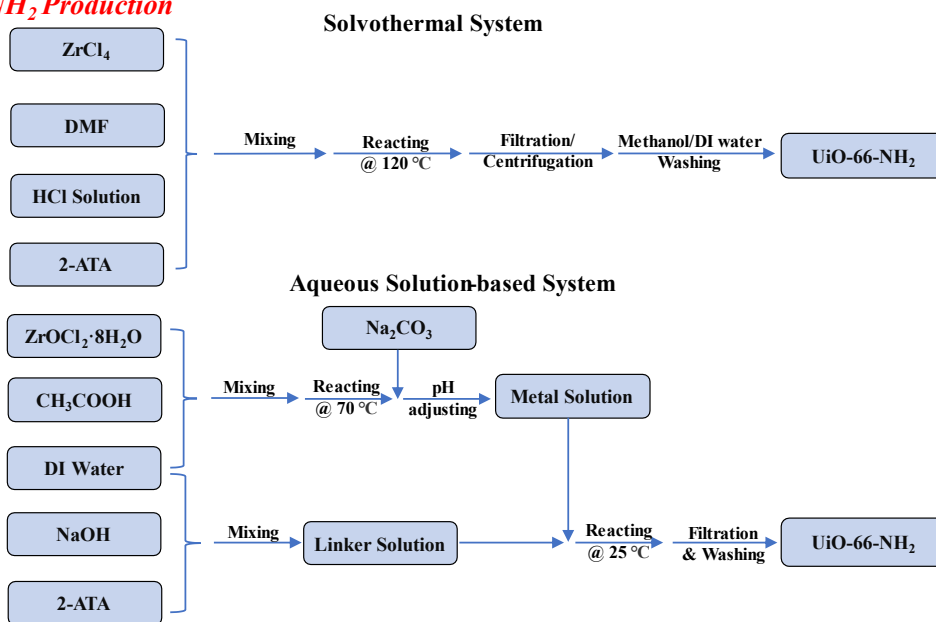 NH₂ Production
Solvothermal System
ZrCl₄
DMF
HCl Solution
2-ATA
Mixing
Reacting
@ 120 °C
Filtration/
Centrifugation
Methanol/DI water
Washing
UiO-66-NH₂
Aqueous Solution-based System
ZrOCl₂·8H₂O
CH₃COOH
DI Water
NaOH
2-ATA
Na₂CO₃
Mixing
Reacting
@ 70 °C
pH
adjusting
Metal Solution
Mixing
Linker Solution
Reacting
@ 25 °C
Filtration
& Washing
UiO-66-NH₂